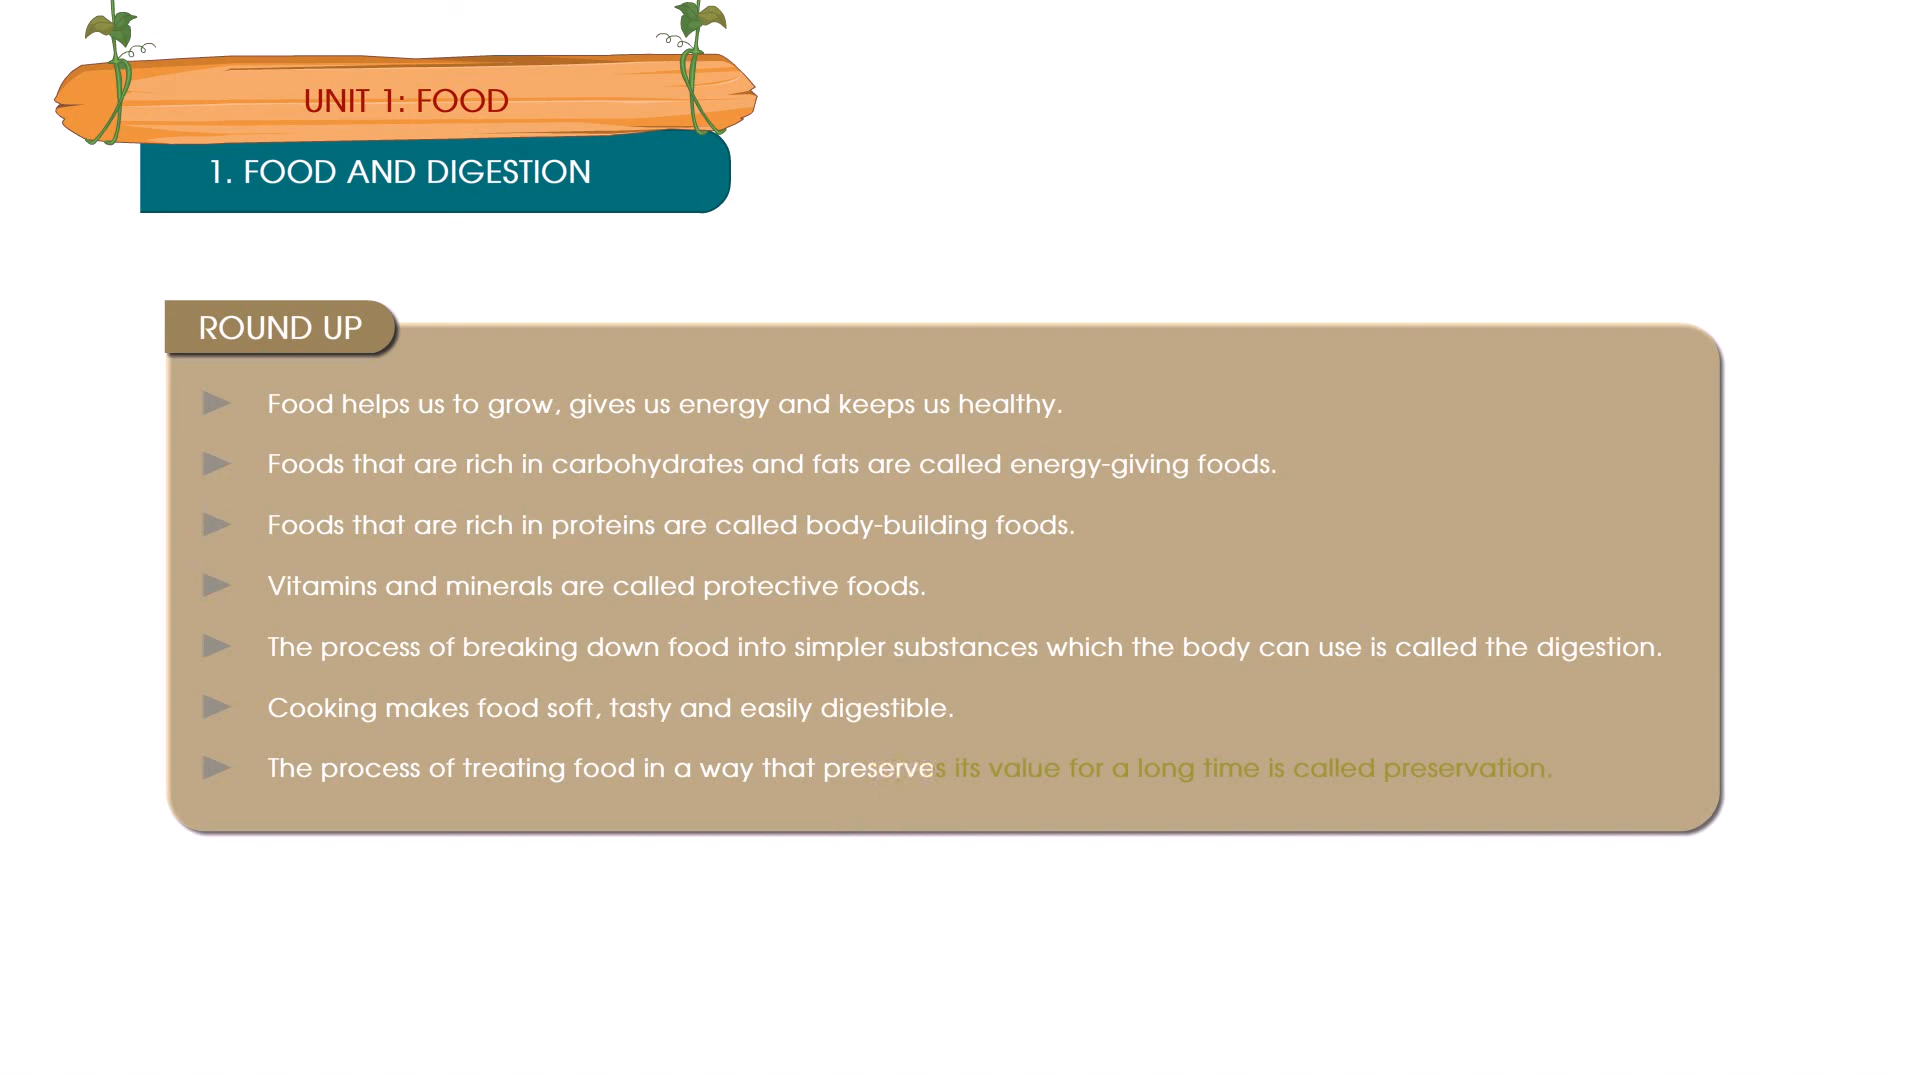 UNIT 1: FOOD
1. FOOD AND DIGESTION
ROUND UP
Food helps us to grow, gives us energy and keeps us healthy.
Foods that are rich in carbohydrates and fats are called energy-giving foods.
Foods that are rich in proteins are called body-building foods.
Vitamins and minerals are called protective foods.
The process of breaking down food into simpler substances which the body can use is called the digestion.
Cooking makes food soft, tasty and easily digestible.
The process of treating food in a way that preserves its value for a long time is called preservation.